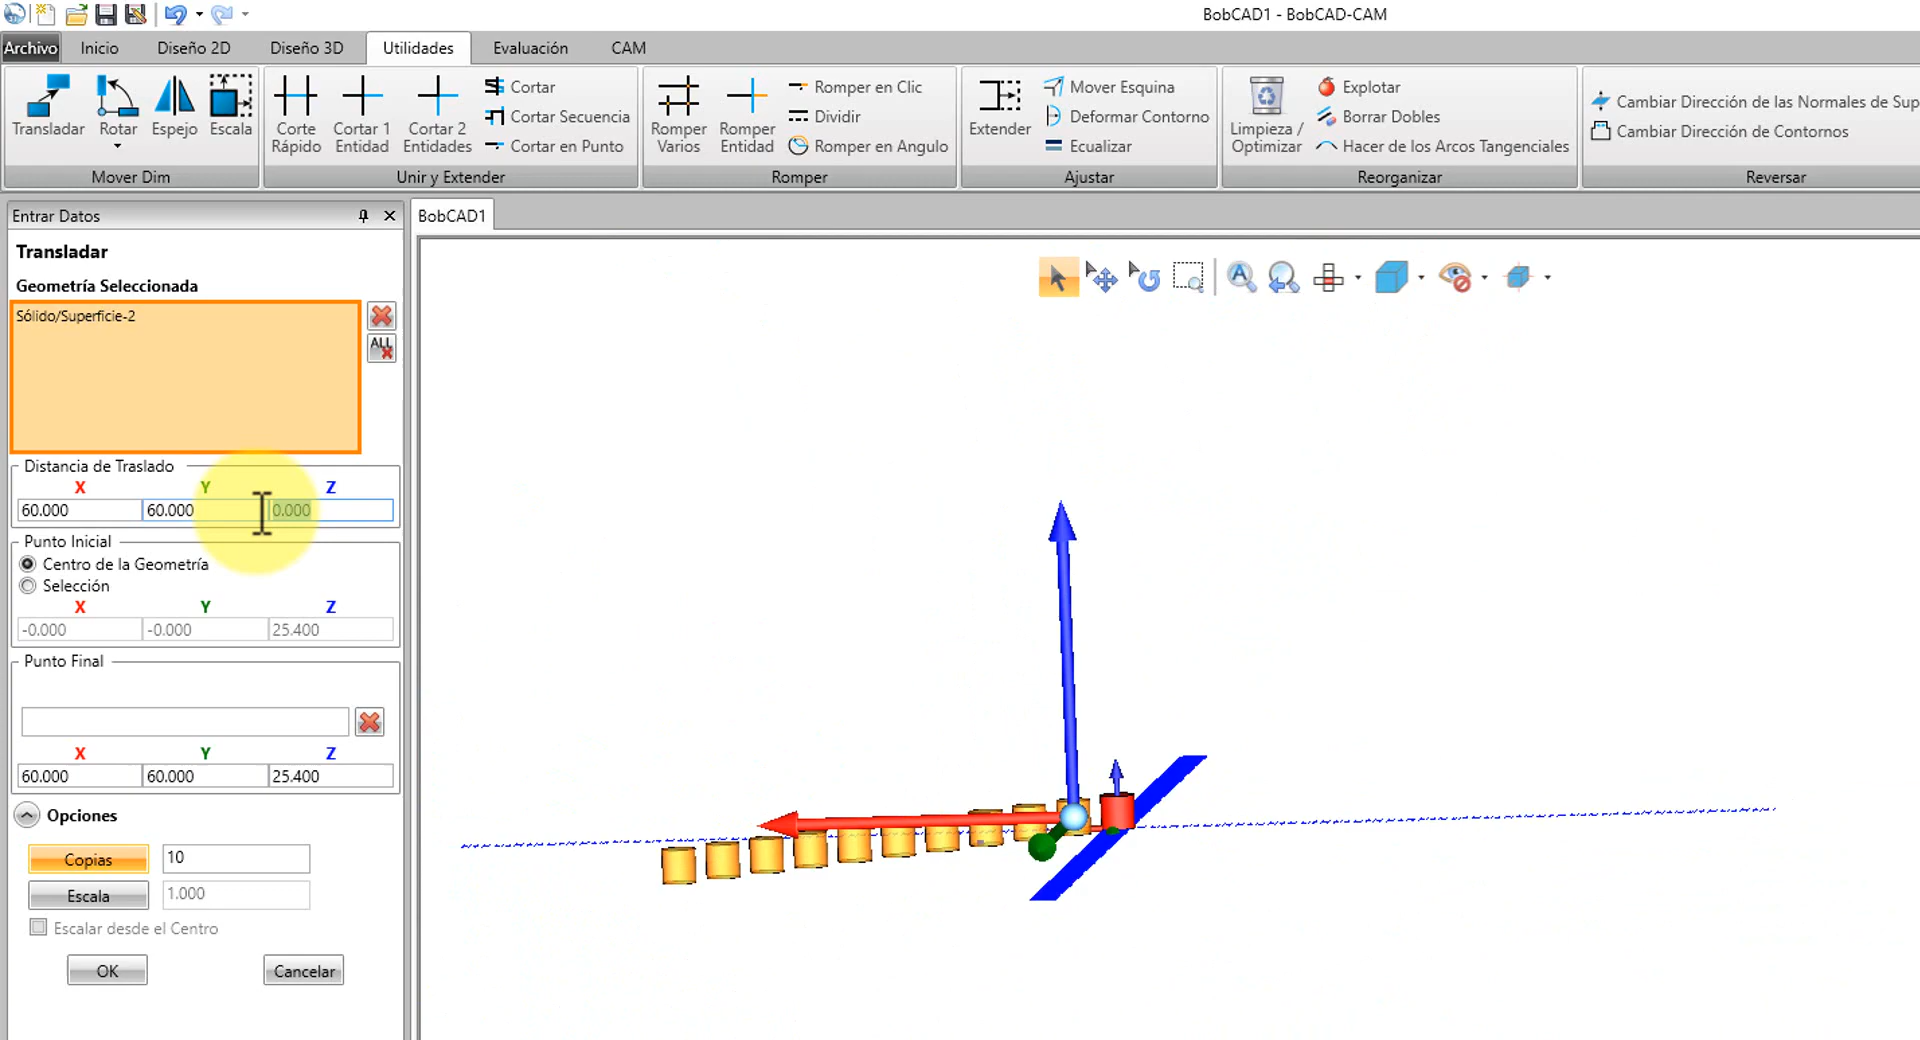 BobCAD1 - BobCAD-CAM
Archivo Inicio Diseño 2D Diseño 3D Utilidades Evaluación CAM
Transladar Rotar Espejo Escala
Mover Dim
Corte Rápido
Cortar 1 Entidad
Cortar 2 Entidades
Cortar
Cortar Secuencia
Cortar en Punto
Unir y Extender
Romper Varios
Romper Entidad
Romper en Clic
Dividir
Romper en Angulo
Romper
Extender
Mover Esquina
Deformar Contorno
Ecualizar
Ajustar
Limpieza / Optimizar
Explotar
Borrar Dobles
Hacer de los Arcos Tangenciales
Reorganizar
Cambiar Dirección de las Normales de Sup
Cambiar Dirección de Contornos
Reversar
Entrar Datos
BobCAD1
Transladar
Geometría Seleccionada
Sólido/Superficie-2
ALL
Distancia de Traslado
X Y Z
60.000 60.000 0.000
Punto Inicial
Centro de la Geometría
Selección
X Y Z
-0.000 -0.000 25.400
Punto Final
X Y Z
60.000 60.000 25.400
Opciones
Copias 10
Escala 1.000
Escalar desde el Centro
OK Cancelar